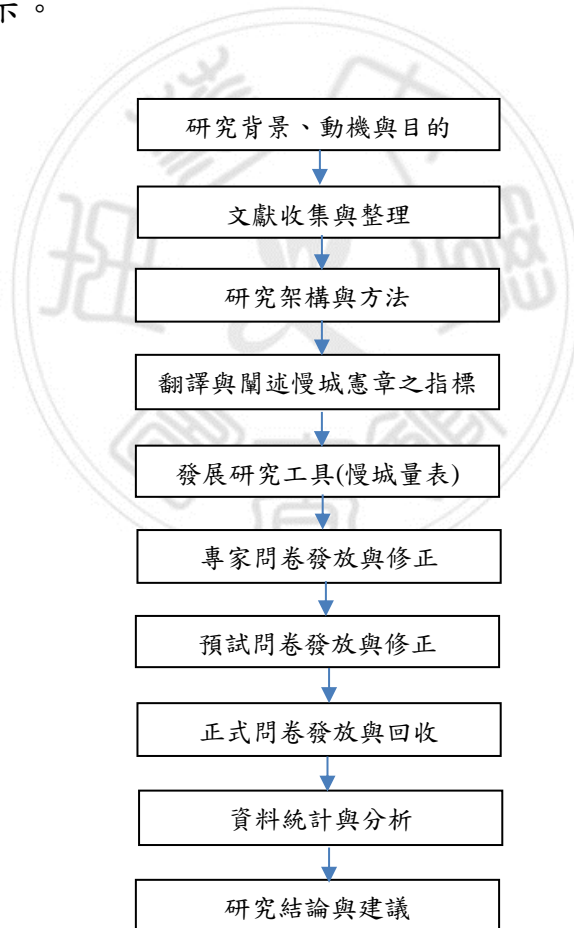 下。
研究背景、動機與目的
文獻收集與整理
研究架構與方法
翻譯與闡述慢城憲章之指標
發展研究工具(慢城量表)
專家問卷發放與修正
預試問卷發放與修正
正式問卷發放與回收
資料統計與分析
研究結論與建議